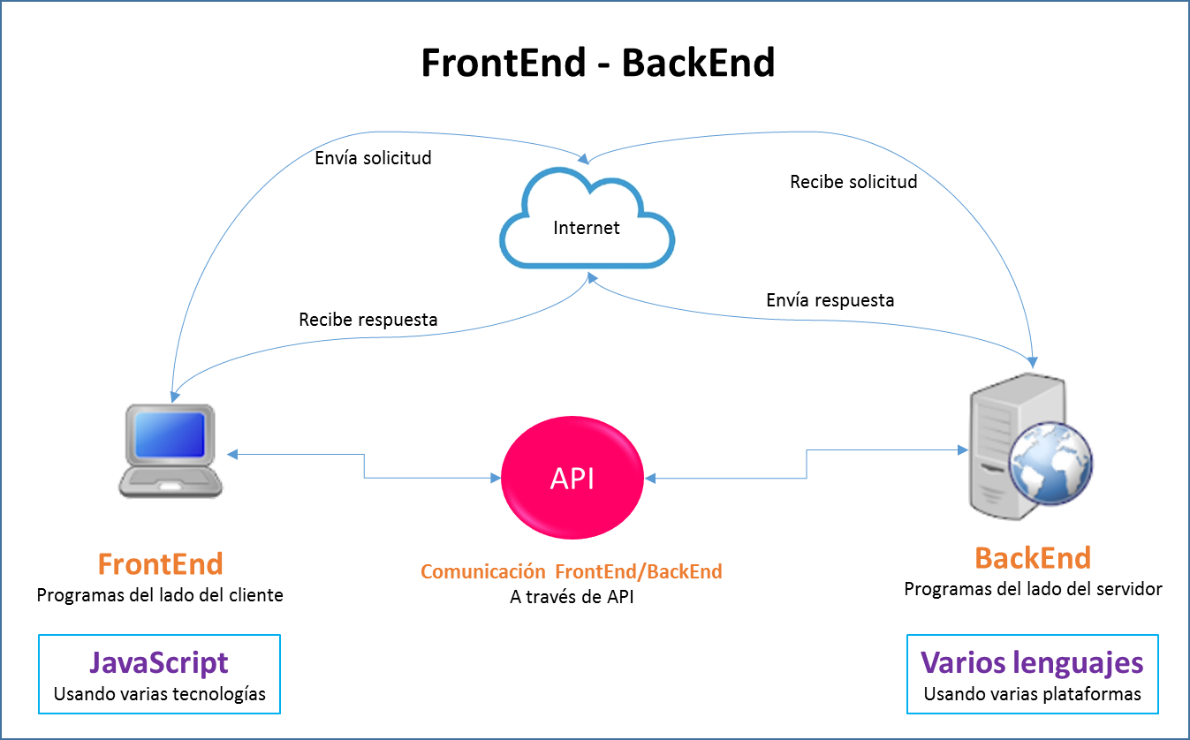 FrontEnd - BackEnd
Envía solicitud
Recibe solicitud
Internet
Envía respuesta
Recibe respuesta
API
FrontEnd
Programas del lado del cliente
Comunicación FrontEnd/BackEnd
A través de API
BackEnd
Programas del lado del servidor
JavaScript
Usando varias tecnologías
Varios lenguajes
Usando varias plataformas